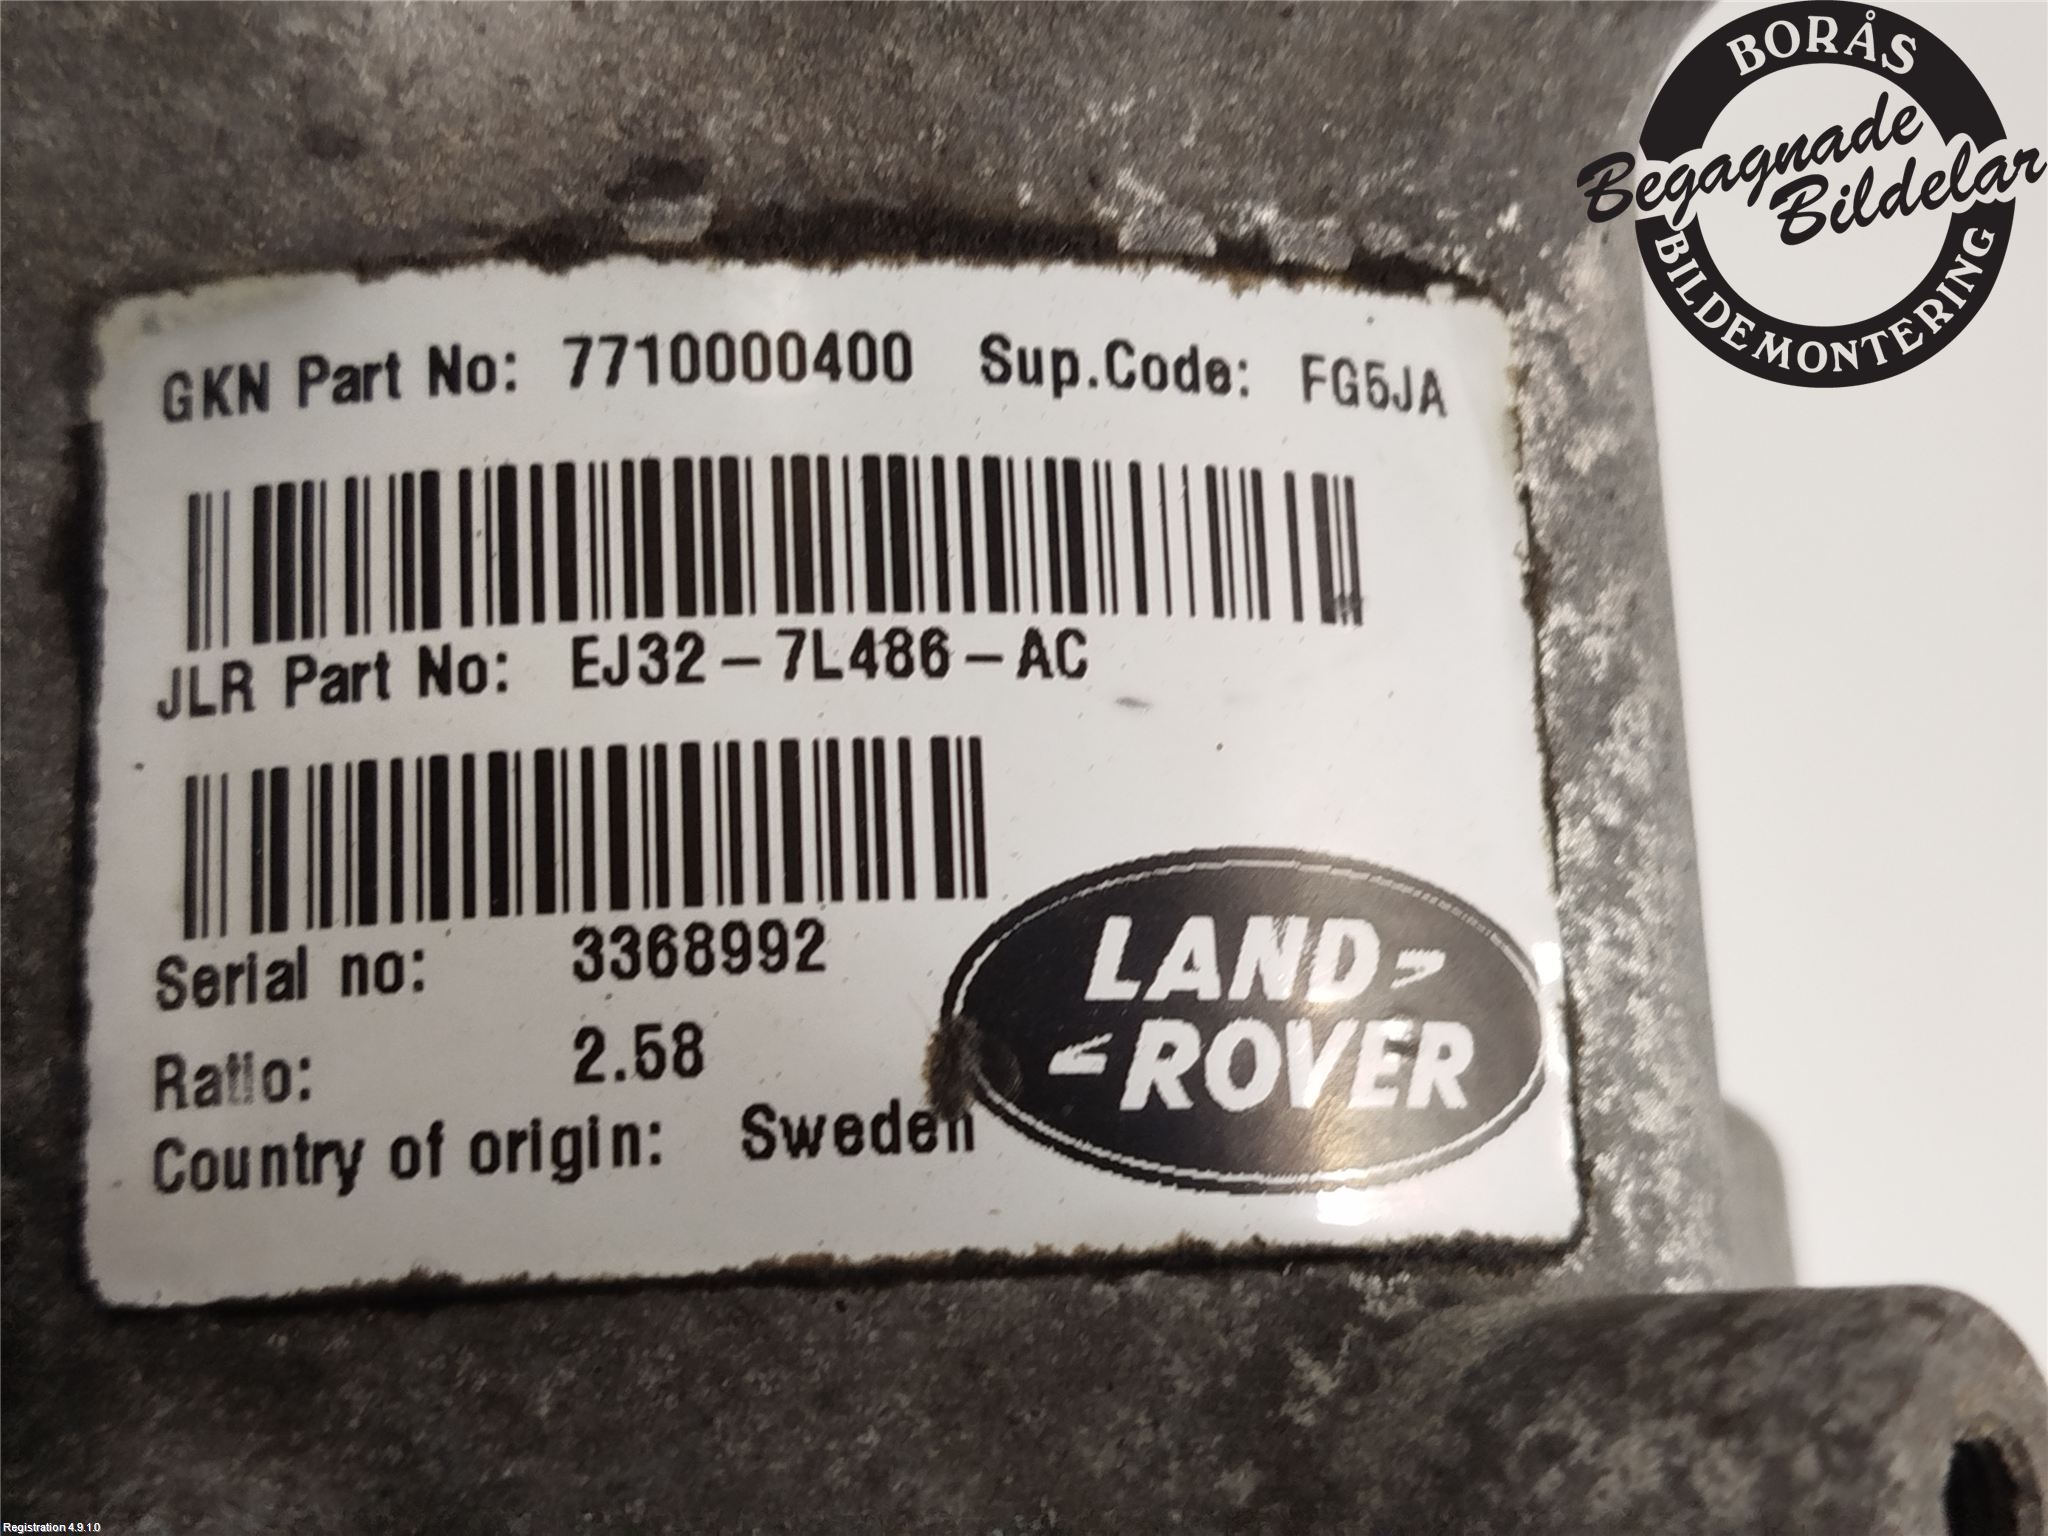 BORÅS
Begagnade
Bildelar
BILDEMONTERING
GKN Part No: 7710000400 Sup.Code: FG5JA
JLR Part No: EJ32-7L486-AC
Serial no: 3368992
Ratio: 2.58
Country of origin: Sweden
LAND
ROVER
Registration 4.9.1.0